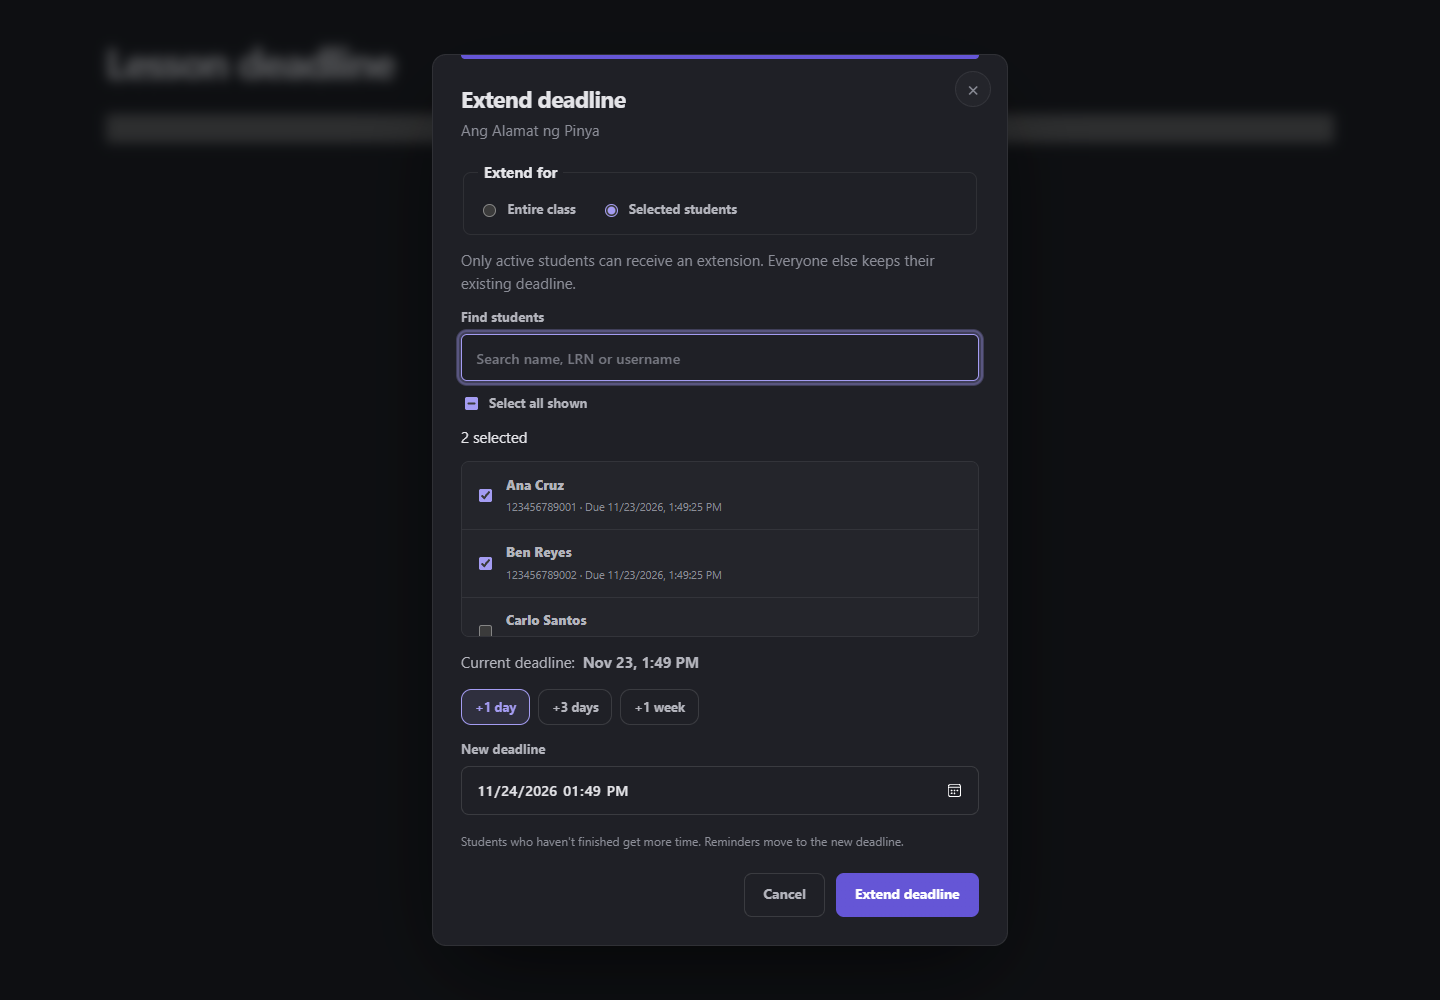 Lesson deadline
Extend deadline
Ang Alamat ng Pinya
Extend for
Entire class
Selected students
Only active students can receive an extension. Everyone else keeps their
existing deadline.
Find students
Search name, LRN or username
Select all shown
2 selected
Ana Cruz
123456789001 · Due 11/23/2026, 1:49:25 PM
Ben Reyes
123456789002 · Due 11/23/2026, 1:49:25 PM
Carlo Santos
Current deadline: Nov 23, 1:49 PM
+1 day
+3 days
+1 week
New deadline
11/24/2026 01:49 PM
Students who haven't finished get more time. Reminders move to the new deadline.
Cancel
Extend deadline